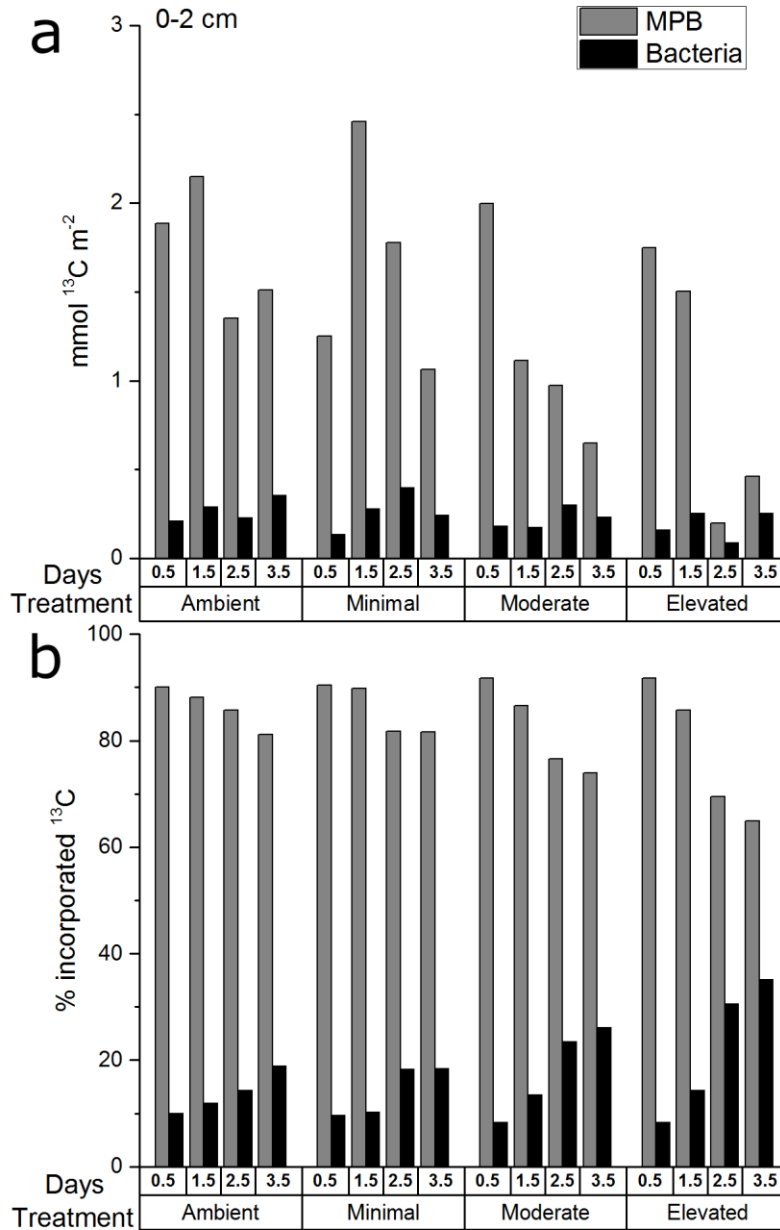 a
0-2 cm
MPB
Bacteria
3
2
1
0
mmol ¹³C m⁻²
Days 0.5 1.5 2.5 3.5 0.5 1.5 2.5 3.5 0.5 1.5 2.5 3.5 0.5 1.5 2.5 3.5
Treatment Ambient Minimal Moderate Elevated
b
100
80
60
40
20
0
% incorporated ¹³C
Days 0.5 1.5 2.5 3.5 0.5 1.5 2.5 3.5 0.5 1.5 2.5 3.5 0.5 1.5 2.5 3.5
Treatment Ambient Minimal Moderate Elevated